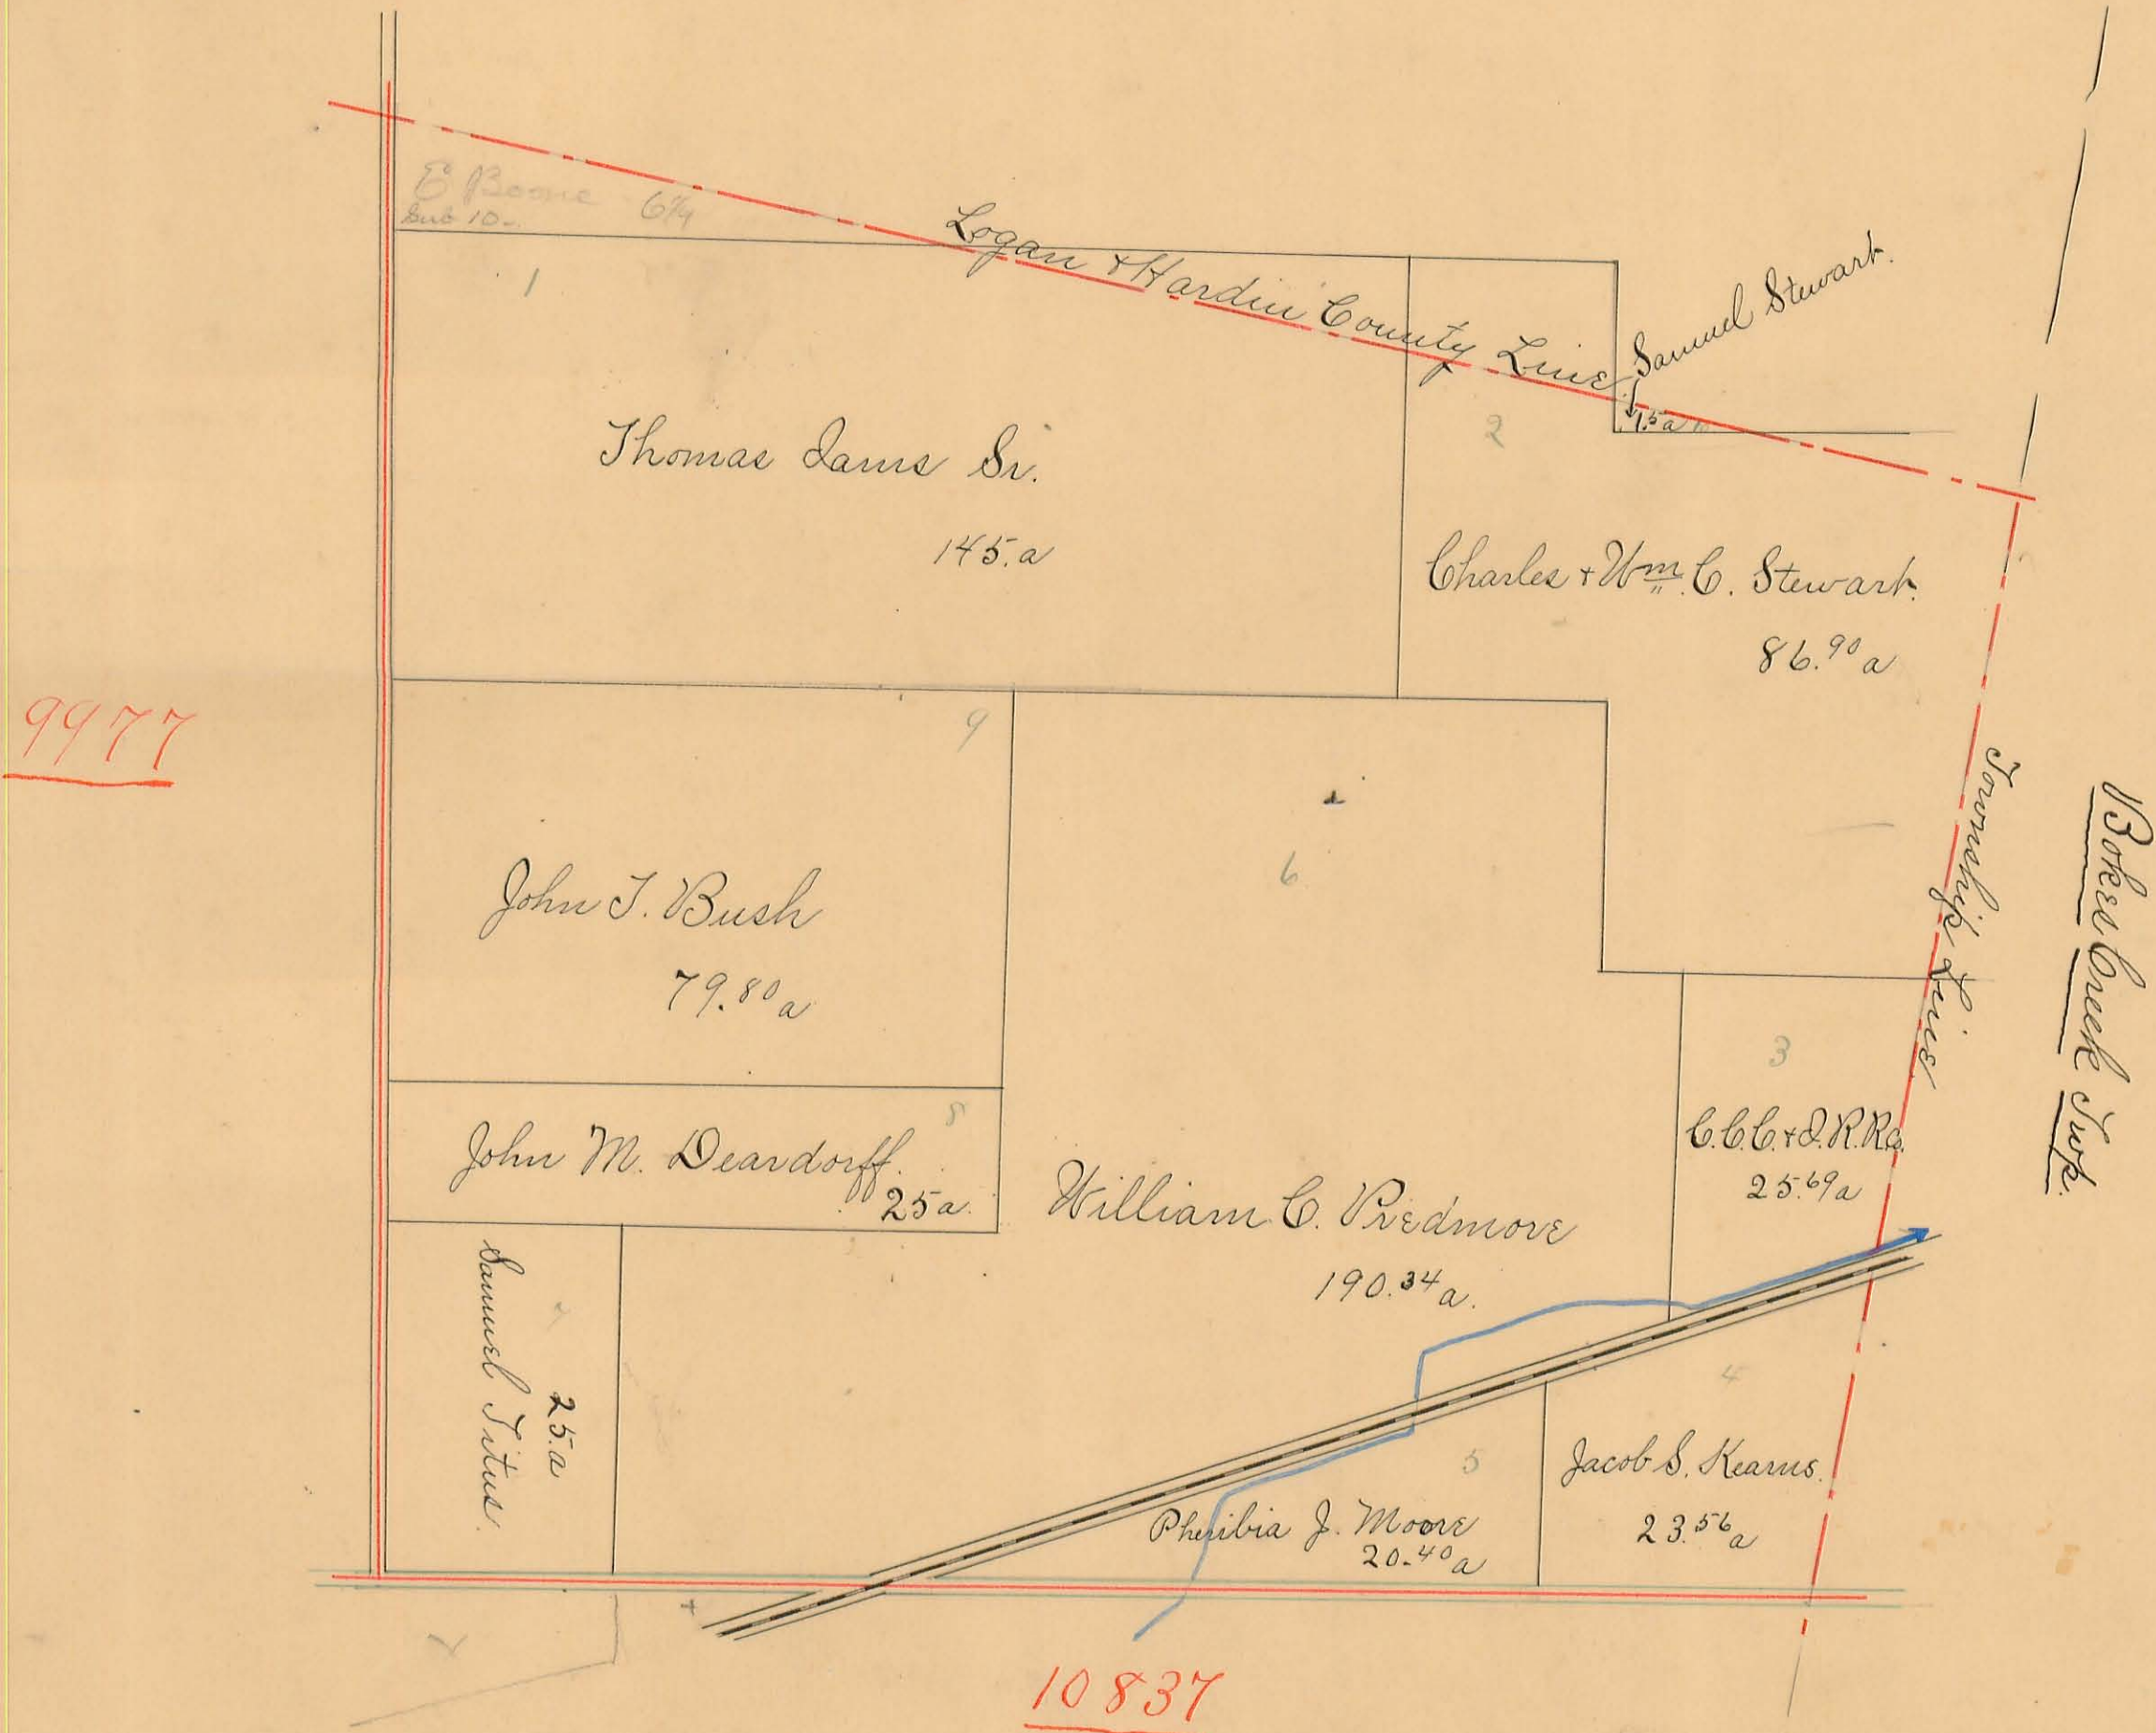 E Boone 6 3/4
Sub 10-
1
Logan & Hardin County Line
Samuel Stewart.
1.5 a
2
Thomas Iams Sr.
145.a
Charles + Wm. C. Stewart.
86.90 a
9977
9
John T. Bush
79.80 a
6
Township Line
Bokes Creek Twp.
3
C.C.C. + I. R.R.Co.
25.69 a
8
John M. Deardorff.
25 a.
William C. Predmore
190.34 a.
7
Samuel Titus.
25.a
4
5
Jacob S. Kearns.
23.56 a
Pheribia J. Moore
20.40 a
10837